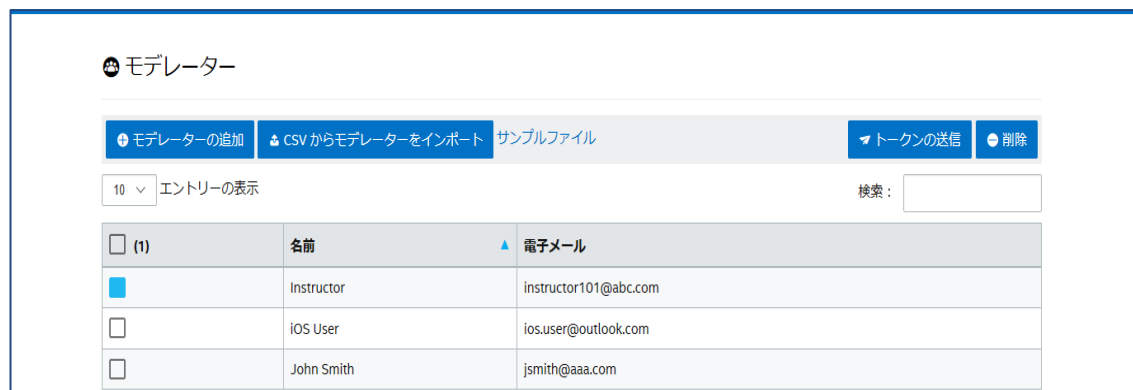 モデレーター
モデレーターの追加 CSV からモデレーターをインポート サンプルファイル トークンの送信 削除
10 エントリーの表示 検索 :
(1) 名前 電子メール
Instructor instructor101@abc.com
iOS User ios.user@outlook.com
John Smith jsmith@aaa.com